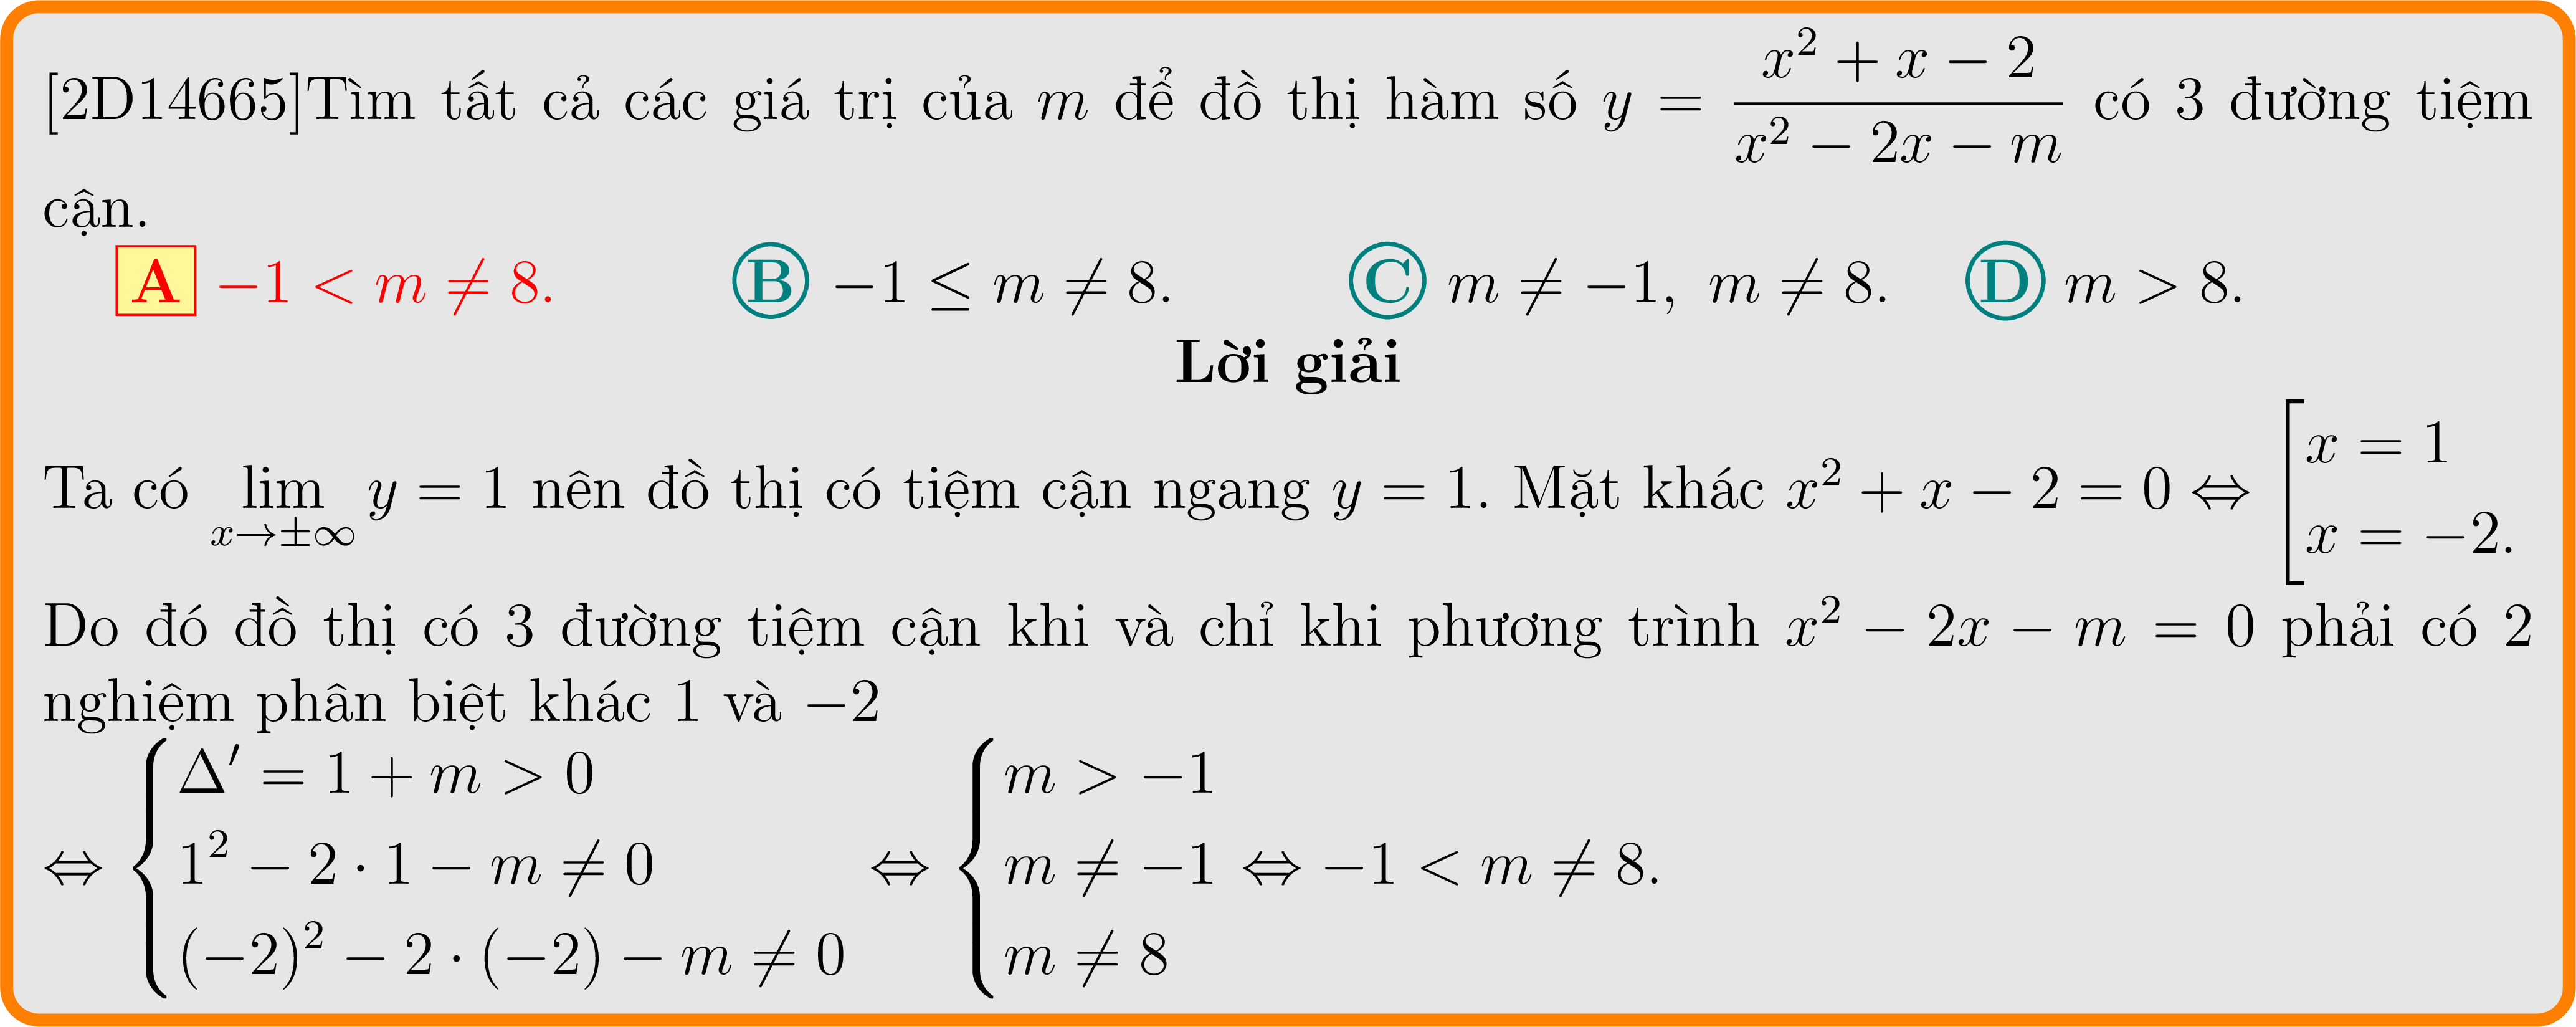 [2D14665]Tìm tất cả các giá trị của m để đồ thị hàm số $y = \dfrac{x^2 + x - 2}{x^2 - 2x - m}$ có 3 đường tiệm
cận.
A $-1 < m \neq 8.$ B $-1 \leq m \neq 8.$ C $m \neq -1,\ m \neq 8.$ D $m > 8.$
Lời giải
Ta có $\lim\limits_{x \to \pm\infty} y = 1$ nên đồ thị có tiệm cận ngang $y = 1$. Mặt khác $x^2 + x - 2 = 0 \Leftrightarrow \left[\begin{array}{l} x = 1 \\ x = -2. \end{array}\right.$
Do đó đồ thị có 3 đường tiệm cận khi và chỉ khi phương trình $x^2 - 2x - m = 0$ phải có 2
nghiệm phân biệt khác 1 và $-2$
$\Leftrightarrow \begin{cases} \Delta' = 1 + m > 0 \\ 1^2 - 2 \cdot 1 - m \neq 0 \\ (-2)^2 - 2 \cdot (-2) - m \neq 0 \end{cases} \Leftrightarrow \begin{cases} m > -1 \\ m \neq -1 \\ m \neq 8 \end{cases} \Leftrightarrow -1 < m \neq 8.$